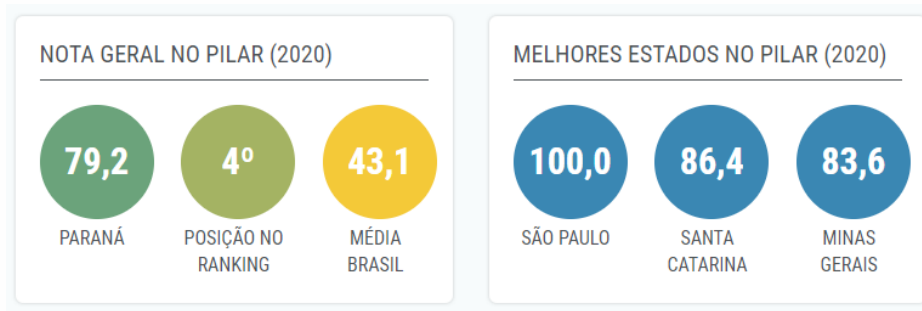 NOTA GERAL NO PILAR (2020)
79,2
4º
43,1
PARANÁ
POSIÇÃO NO
RANKING
MÉDIA
BRASIL
MELHORES ESTADOS NO PILAR (2020)
100,0
86,4
83,6
SÃO PAULO
SANTA
CATARINA
MINAS
GERAIS